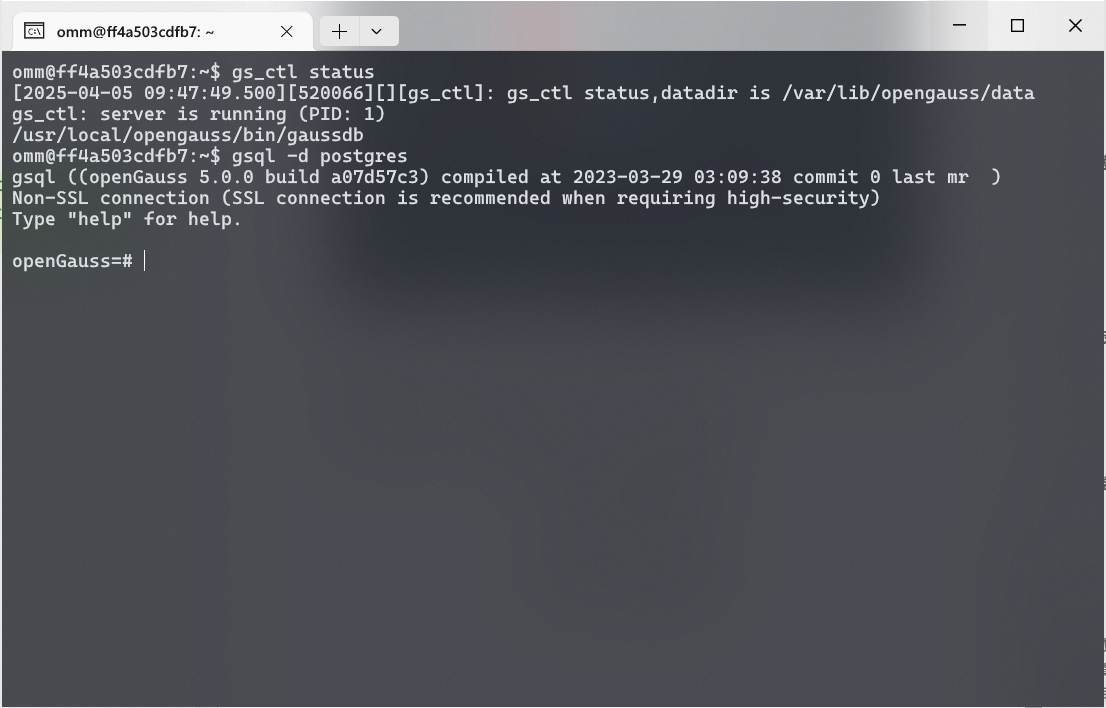 omm@ff4a503cdfb7: ~
omm@ff4a503cdfb7:~$ gs_ctl status
[2025-04-05 09:47:49.500][520066][][gs_ctl]: gs_ctl status,datadir is /var/lib/opengauss/data
gs_ctl: server is running (PID: 1)
/usr/local/opengauss/bin/gaussdb
omm@ff4a503cdfb7:~$ gsql -d postgres
gsql ((openGauss 5.0.0 build a07d57c3) compiled at 2023-03-29 03:09:38 commit 0 last mr  )
Non-SSL connection (SSL connection is recommended when requiring high-security)
Type "help" for help.
openGauss=#